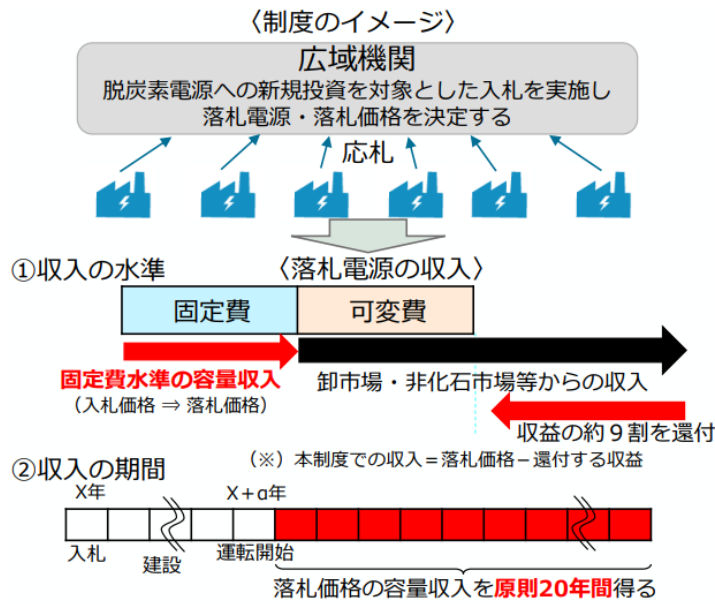 〈制度のイメージ〉
広域機関
脱炭素電源への新規投資を対象とした入札を実施し
落札電源・落札価格を決定する
応札
①収入の水準
〈落札電源の収入〉
固定費
可変費
固定費水準の容量収入
（入札価格 ⇒ 落札価格）
卸市場・非化石市場等からの収入
収益の約９割を還付
（※）本制度での収入＝落札価格－還付する収益
②収入の期間
X年
X＋α年
入札
建設
運転開始
落札価格の容量収入を原則20年間得る